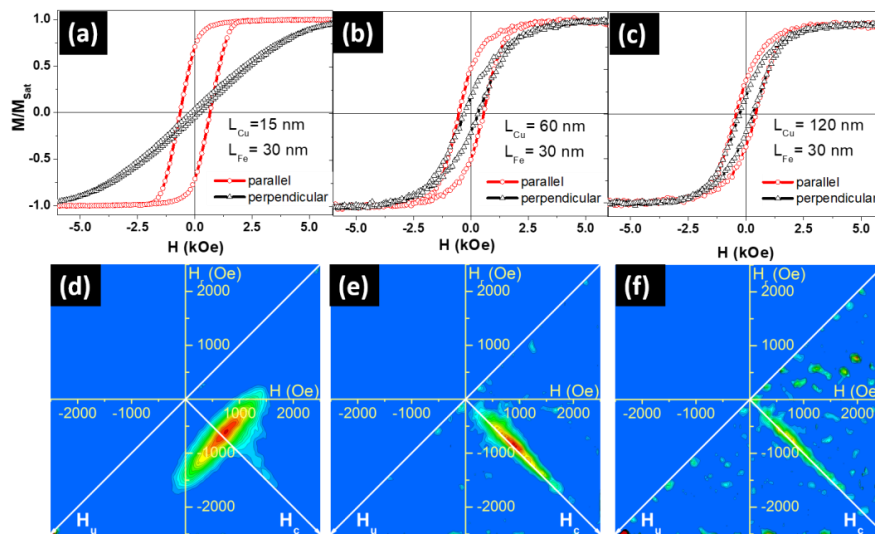 (a)
(b)
(c)
M/M_Sat
1.0
0.5
0.0
-0.5
-1.0
L_Cu=15 nm
L_Fe= 30 nm
parallel
perpendicular
L_Cu= 60 nm
L_Fe= 30 nm
parallel
perpendicular
L_Cu= 120 nm
L_Fe= 30 nm
parallel
perpendicular
-5.0 -2.5 0.0 2.5 5.0
-5.0 -2.5 0.0 2.5 5.0
-5.0 -2.5 0.0 2.5 5.0
H (kOe)
H (kOe)
H (kOe)
(d)
H_r (Oe)
2000
1000
H (Oe)
-2000 -1000 1000 2000
-1000
-2000
H_u
H_c
(e)
H_r (Oe)
2000
1000
H (Oe)
-2000 -1000 1000 2000
-1000
-2000
H_u
H_c
(f)
H_r (Oe)
2000
1000
H (Oe)
-2000 -1000 1000 2000
-1000
-2000
H_u
H_c